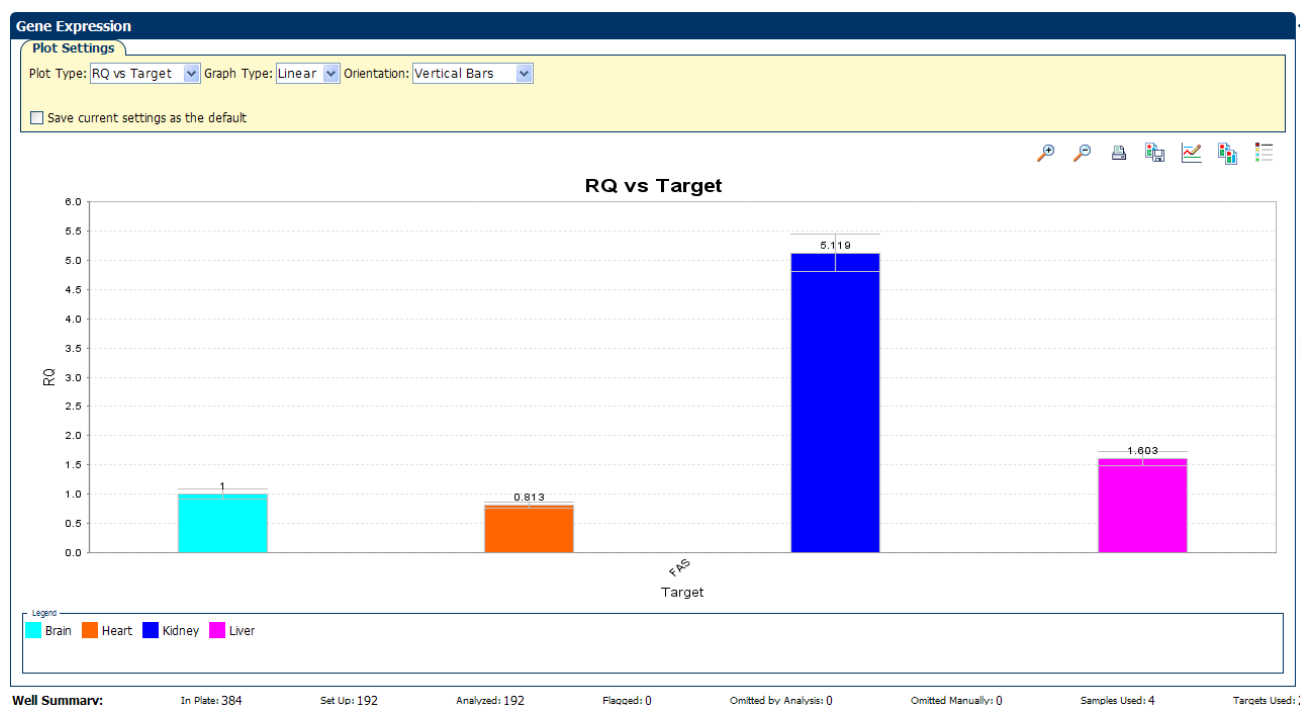 Gene Expression
Plot Settings
Plot Type: RQ vs Target Graph Type: Linear Orientation: Vertical Bars
Save current settings as the default
RQ vs Target
6.0
5.5
5.0
4.5
4.0
3.5
3.0
2.5
2.0
1.5
1.0
0.5
0.0
RQ
1
0.813
5.119
1.603
FAS
Target
Legend
Brain Heart Kidney Liver
Well Summary: In Plate: 384 Set Up: 192 Analyzed: 192 Flagged: 0 Omitted by Analysis: 0 Omitted Manually: 0 Samples Used: 4 Targets Used: